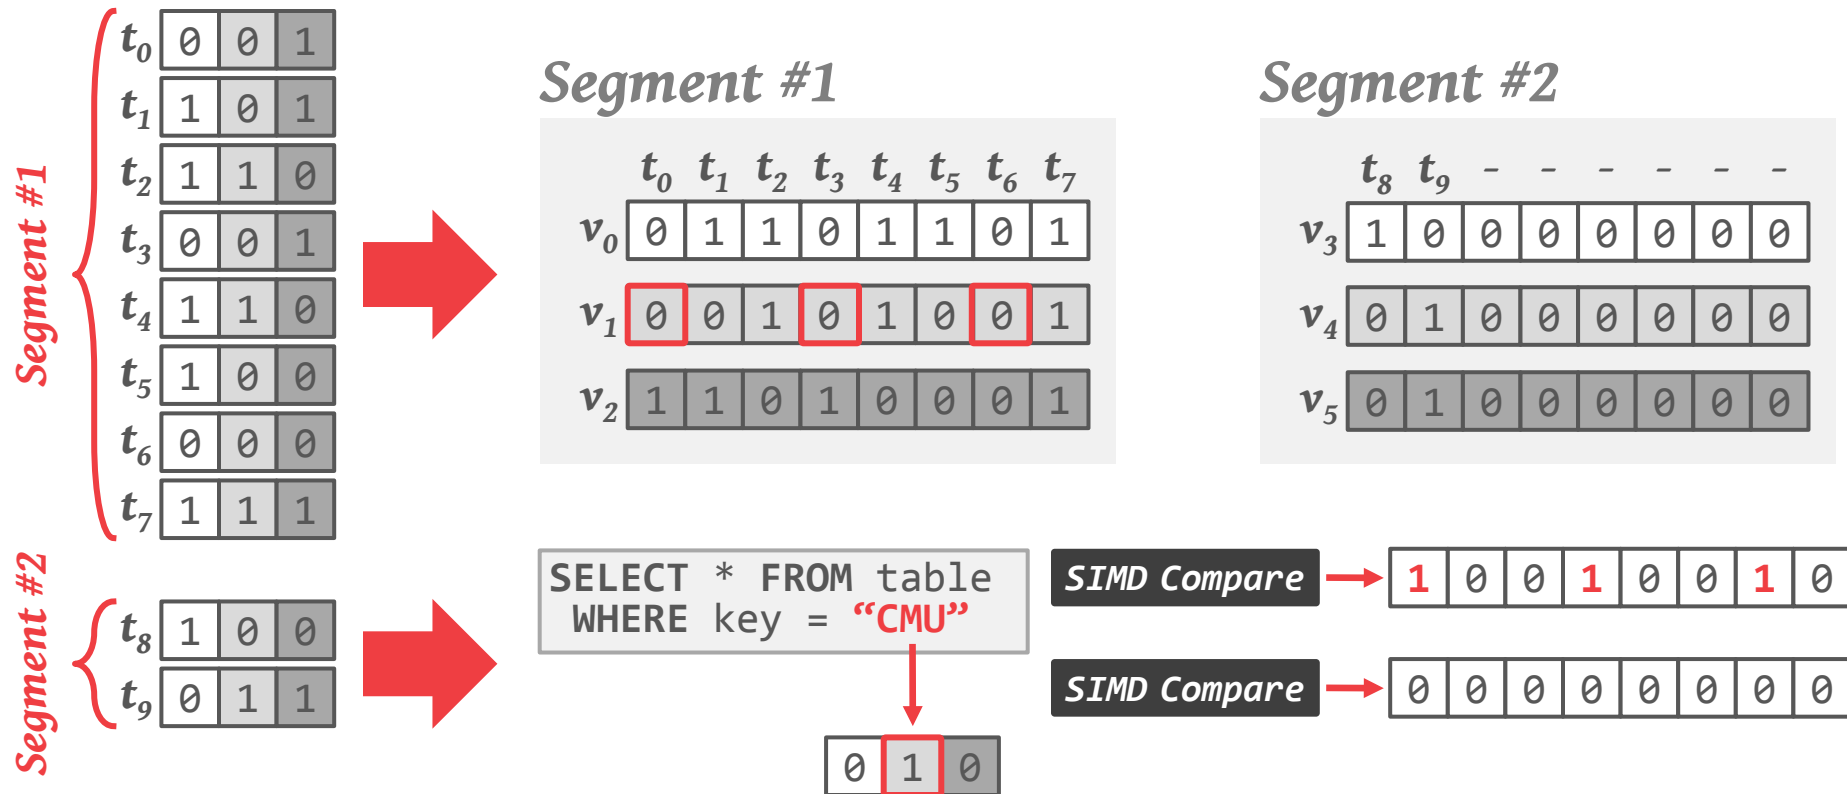 Segment #1
t0 0 0 1
t1 1 0 1
t2 1 1 0
t3 0 0 1
t4 1 1 0
t5 1 0 0
t6 0 0 0
t7 1 1 1
Segment #2
t8 1 0 0
t9 0 1 1
Segment #1
t0 t1 t2 t3 t4 t5 t6 t7
v0 0 1 1 0 1 1 0 1
v1 0 0 1 0 1 0 0 1
v2 1 1 0 1 0 0 0 1
Segment #2
t8 t9 - - - - - -
v3 1 0 0 0 0 0 0 0
v4 0 1 0 0 0 0 0 0
v5 0 1 0 0 0 0 0 0
SELECT * FROM table
WHERE key = “CMU”
0 1 0
SIMD Compare 1 0 0 1 0 0 1 0
SIMD Compare 0 0 0 0 0 0 0 0